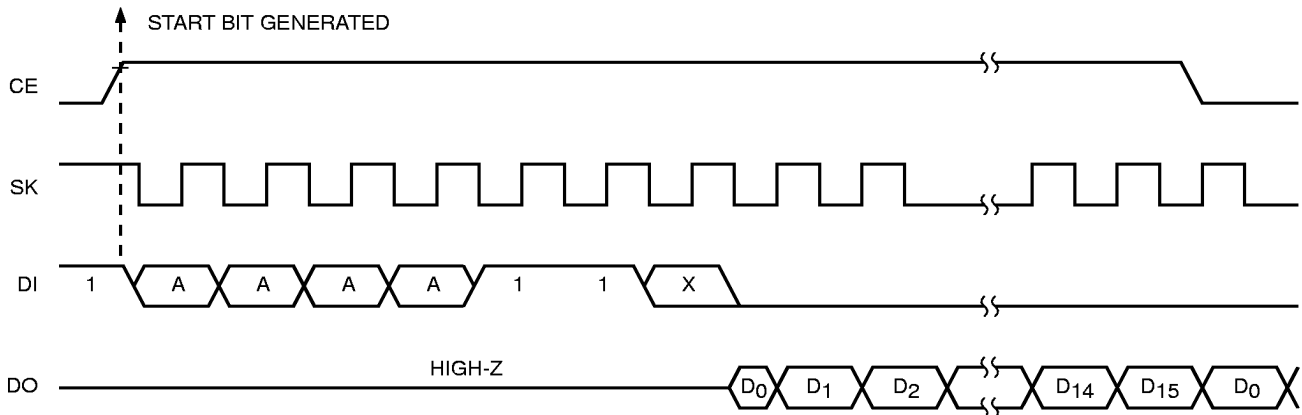 START BIT GENERATED
CE
SK
DI 1 A A A A 1 1 X
HIGH-Z
DO D0 D1 D2 D14 D15 D0